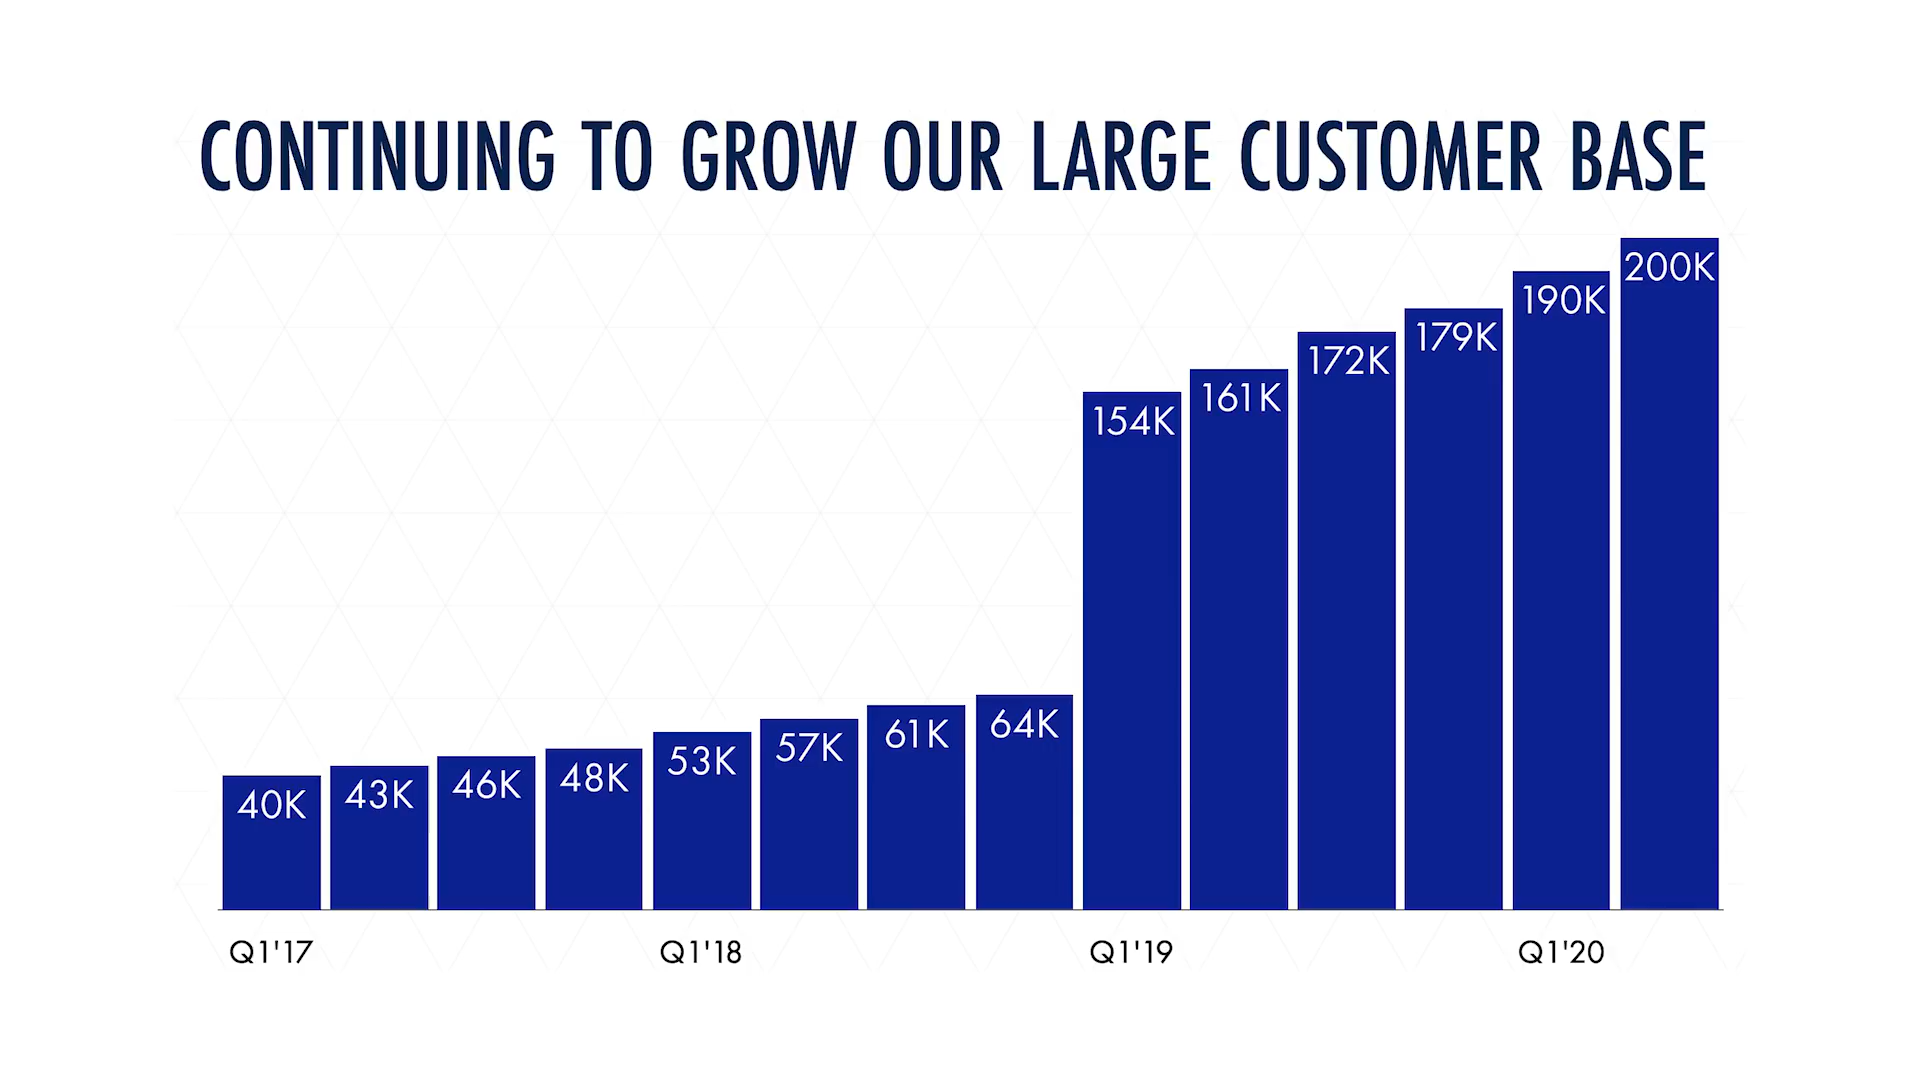 CONTINUING TO GROW OUR LARGE CUSTOMER BASE
200K
190K
179K
172K
161K
154K
64K
61K
57K
53K
48K
46K
43K
40K
Q1'17 Q1'18 Q1'19 Q1'20